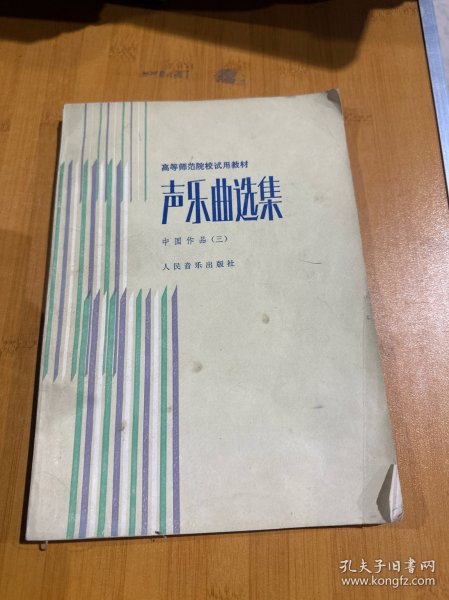 高等师范院校试用教材
声乐曲选集
中国作品(三)
人民音乐出版社
孔夫子旧书网
www.kongfz.com